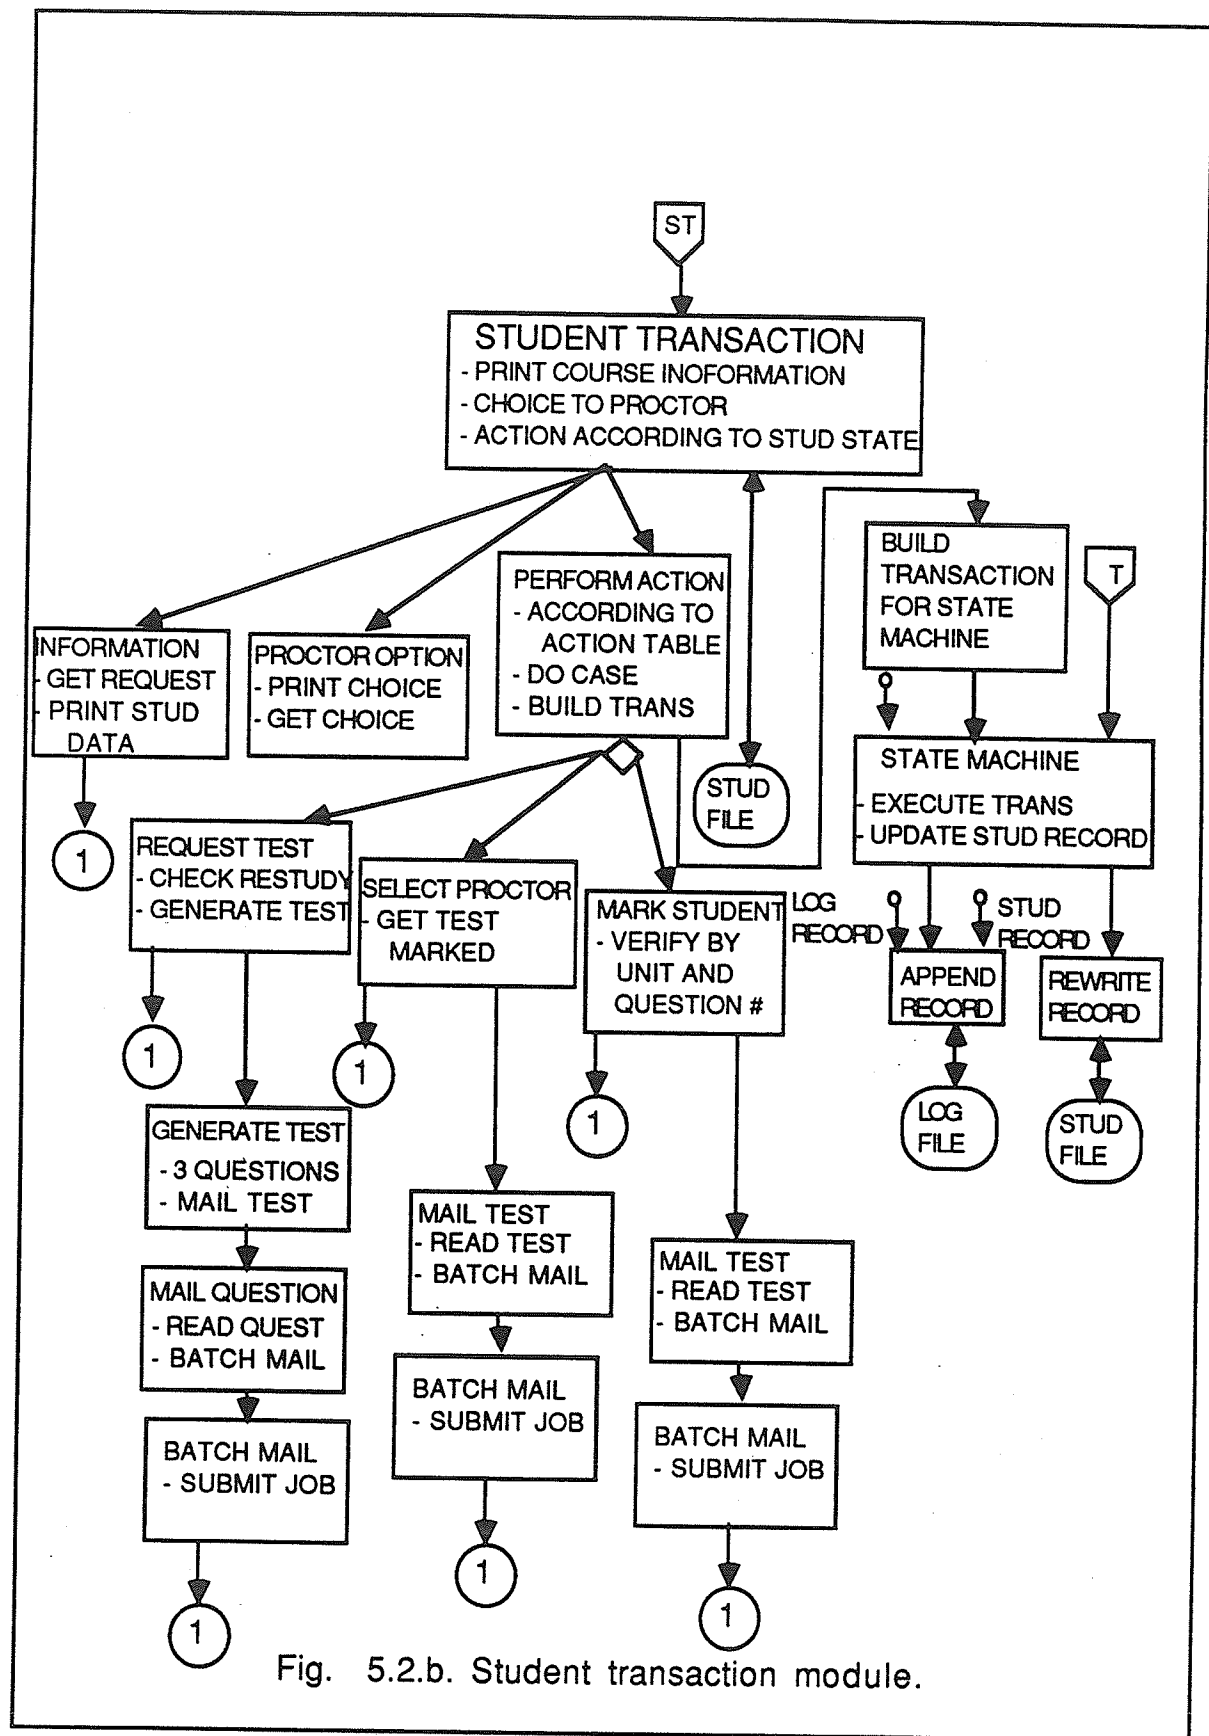 ST
STUDENT TRANSACTION
- PRINT COURSE INOFORMATION
- CHOICE TO PROCTOR
- ACTION ACCORDING TO STUD STATE
BUILD
TRANSACTION
FOR STATE
MACHINE
T
PERFORM ACTION
- ACCORDING TO
ACTION TABLE
- DO CASE
- BUILD TRANS
INFORMATION
- GET REQUEST
- PRINT STUD
DATA
PROCTOR OPTION
- PRINT CHOICE
- GET CHOICE
STUD
FILE
STATE MACHINE
- EXECUTE TRANS
- UPDATE STUD RECORD
1
REQUEST TEST
- CHECK RESTUDY
- GENERATE TEST
SELECT PROCTOR
- GET TEST
MARKED
MARK STUDENT
- VERIFY BY
UNIT AND
QUESTION #
LOG
RECORD
STUD
RECORD
APPEND
RECORD
REWRITE
RECORD
1
1
1
LOG
FILE
STUD
FILE
GENERATE TEST
- 3 QUESTIONS
- MAIL TEST
MAIL TEST
- READ TEST
- BATCH MAIL
MAIL TEST
- READ TEST
- BATCH MAIL
MAIL QUESTION
- READ QUEST
- BATCH MAIL
BATCH MAIL
- SUBMIT JOB
BATCH MAIL
- SUBMIT JOB
BATCH MAIL
- SUBMIT JOB
1
1
1
Fig. 5.2.b. Student transaction module.